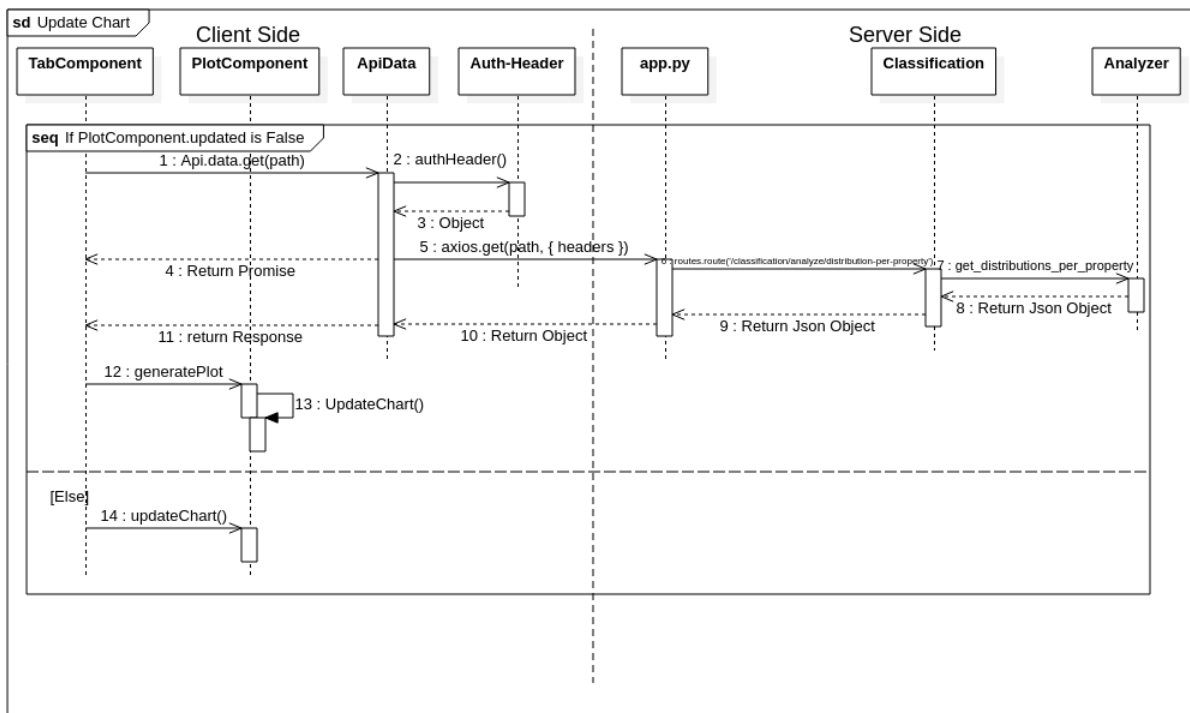 sd Update Chart
Client Side
Server Side
TabComponent
PlotComponent
ApiData
Auth-Header
app.py
Classification
Analyzer
seq If PlotComponent.updated is False
1 : Api.data.get(path)
2 : authHeader()
3 : Object
5 : axios.get(path, { headers })
4 : Return Promise
6 : routes.route('/classification/analyze/distribution-per-property')
7 : get_distributions_per_property
8 : Return Json Object
9 : Return Json Object
10 : Return Object
11 : return Response
12 : generatePlot
13 : UpdateChart()
[Else]
14 : updateChart()